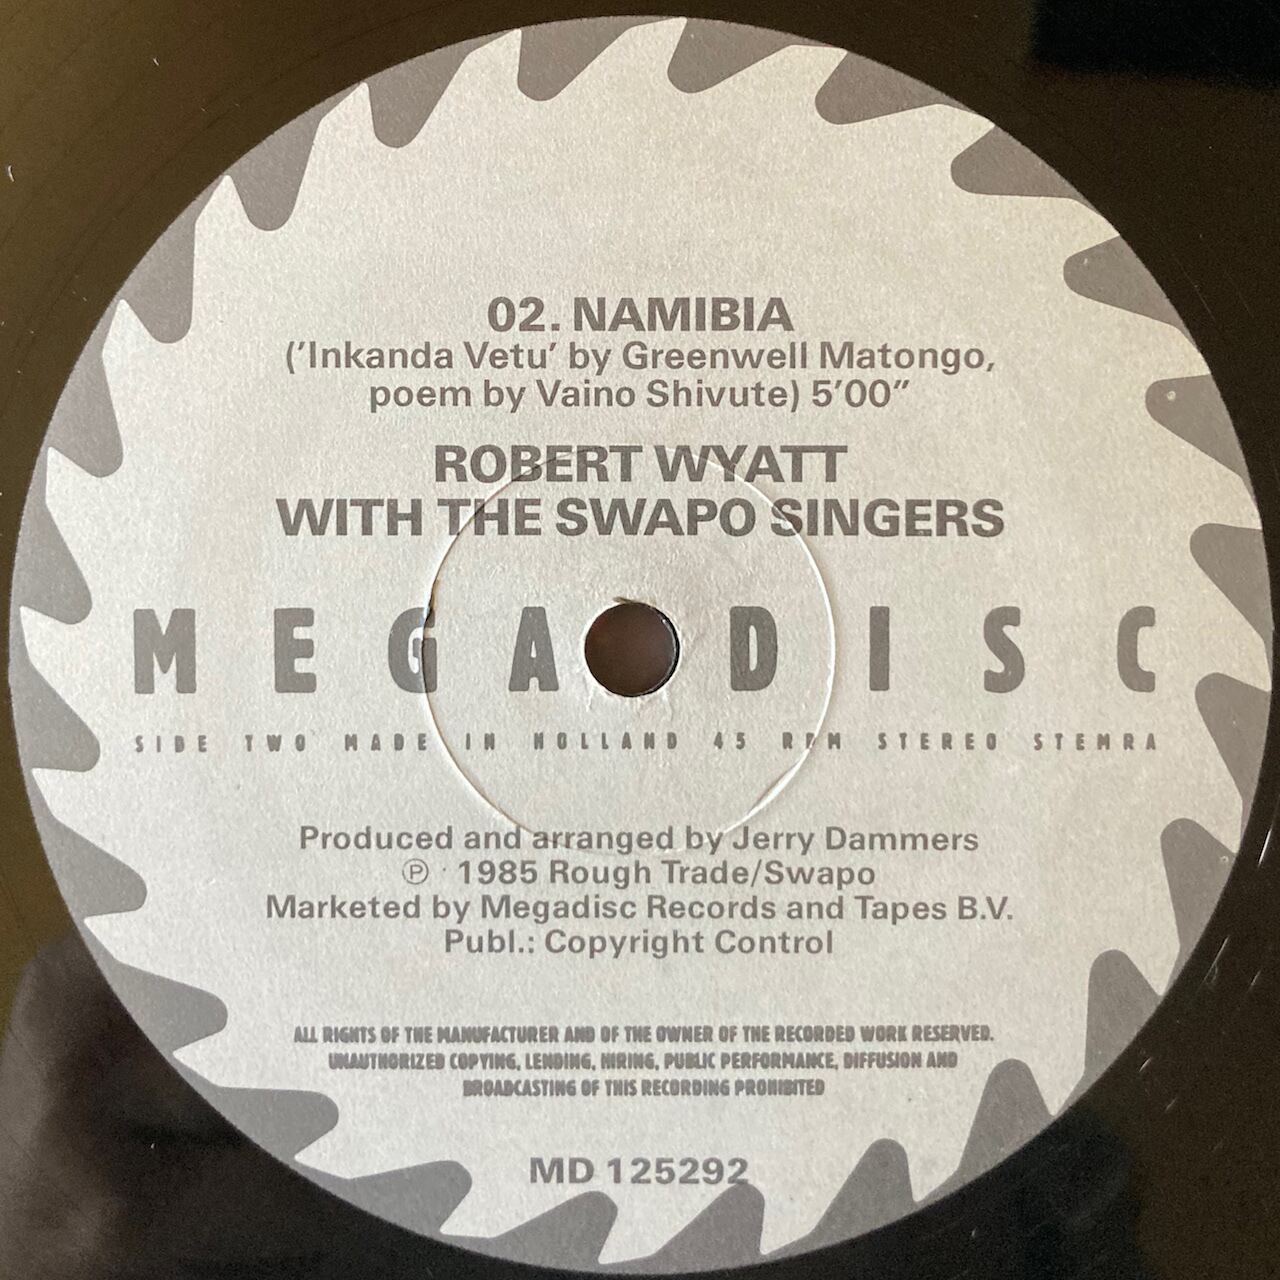 02. NAMIBIA
('Inkanda Vetu' by Greenwell Matongo,
poem by Vaino Shivute) 5'00"
ROBERT WYATT
WITH THE SWAPO SINGERS
MEGADISC
SIDE TWO MADE IN HOLLAND 45 RPM STEREO STEMRA
Produced and arranged by Jerry Dammers
℗ · 1985 Rough Trade/Swapo
Marketed by Megadisc Records and Tapes B.V.
Publ.: Copyright Control
ALL RIGHTS OF THE MANUFACTURER AND OF THE OWNER OF THE RECORDED WORK RESERVED.
UNAUTHORIZED COPYING, LENDING, HIRING, PUBLIC PERFORMANCE, DIFFUSION AND
BROADCASTING OF THIS RECORDING PROHIBITED
MD 125292